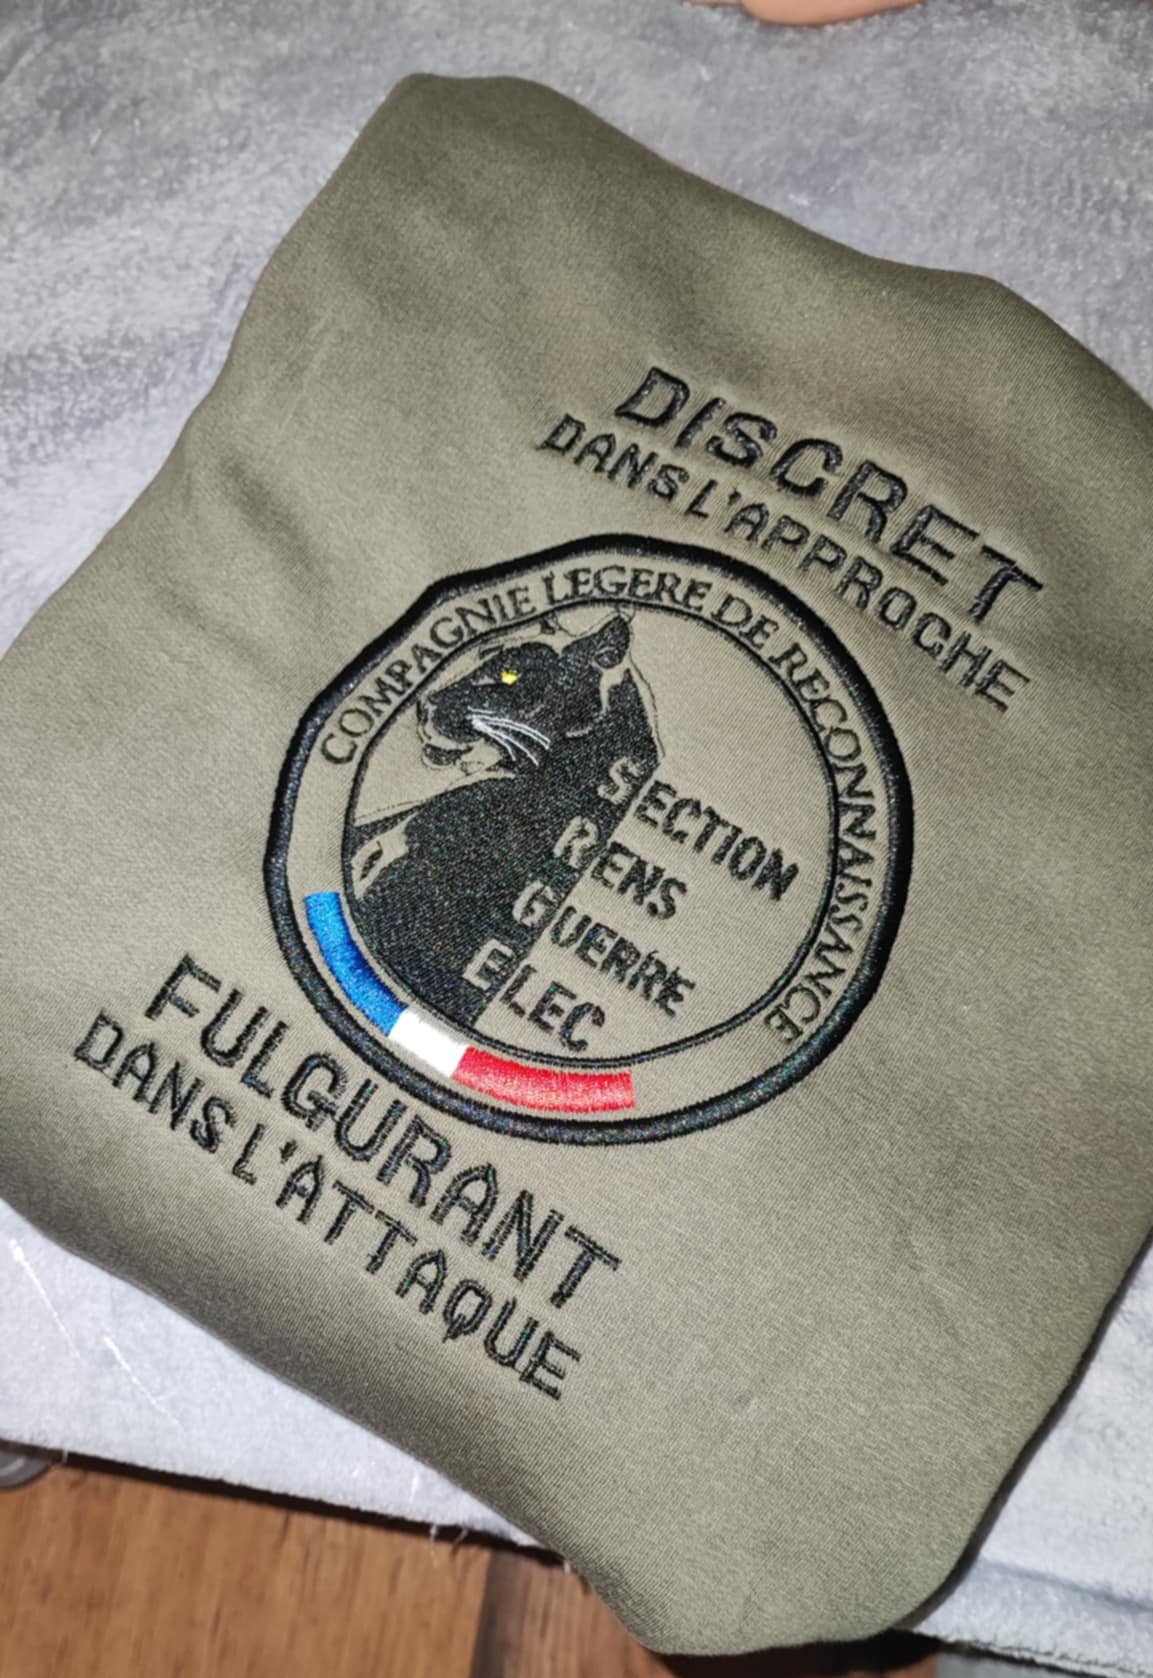 DISCRET
DANS L'APPROCHE
COMPAGNIE LEGERE DE RECONNAISSANCE
SECTION
RENS
GUERRE
ELEC
FULGURANT
DANS L'ATTAQUE